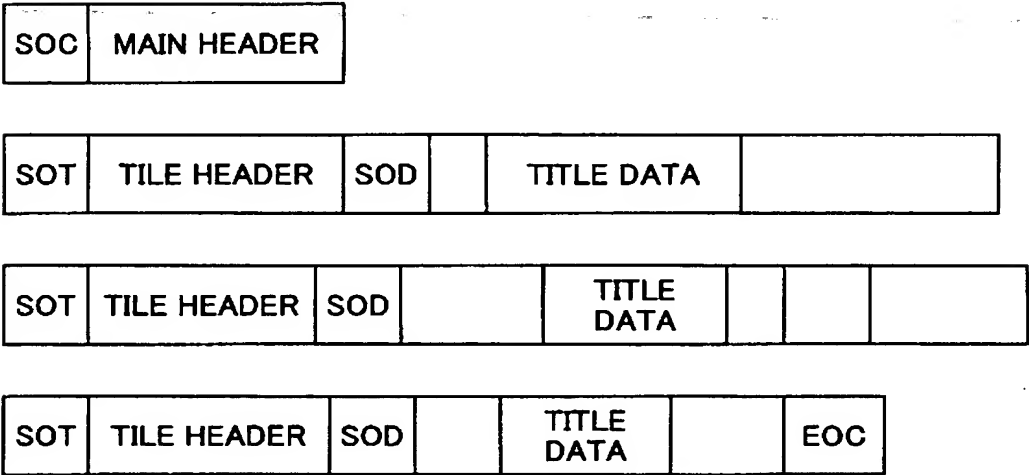 SOC MAIN HEADER
SOT TILE HEADER SOD TITLE DATA
SOT TILE HEADER SOD TITLE DATA
SOT TILE HEADER SOD TITLE DATA EOC